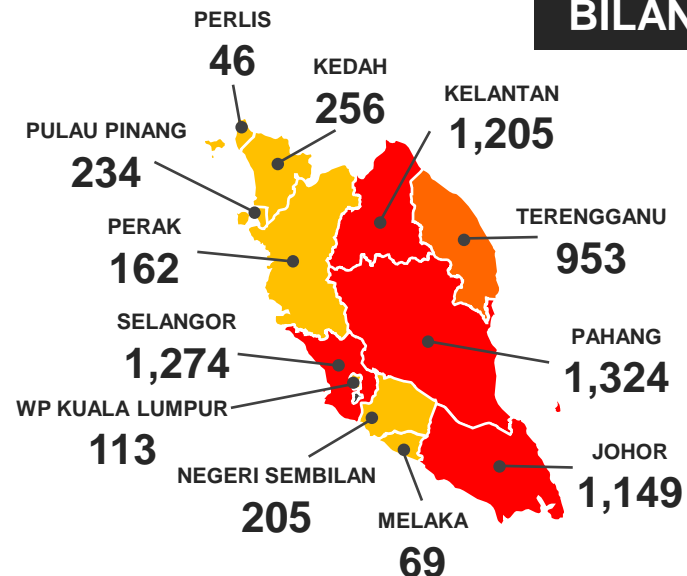 BILAN
PERLIS
46
KEDAH
256
KELANTAN
1,205
PULAU PINANG
234
PERAK
162
TERENGGANU
953
SELANGOR
1,274
PAHANG
1,324
WP KUALA LUMPUR
113
NEGERI SEMBILAN
205
MELAKA
69
JOHOR
1,149